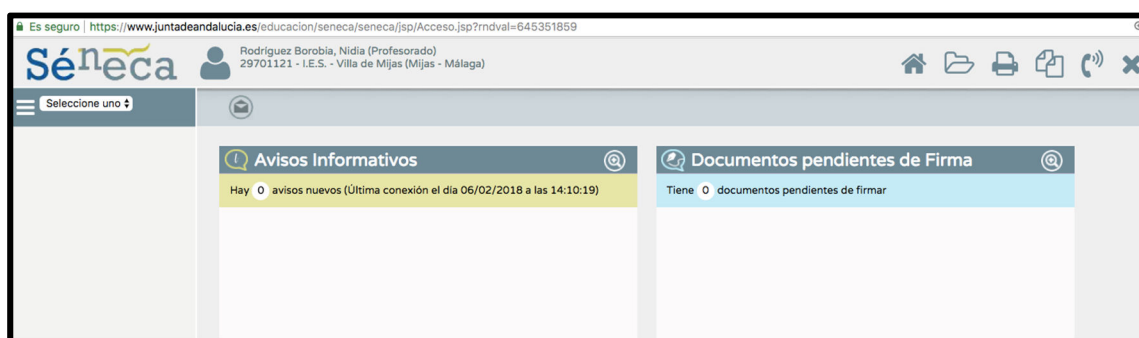 Es seguro | https://www.juntadeandalucia.es/educacion/seneca/seneca/jsp/Acceso.jsp?rndval=645351859
Séneca
Rodríguez Borobia, Nidia (Profesorado)
29701121 - I.E.S. - Villa de Mijas (Mijas - Málaga)
Seleccione uno
Avisos Informativos
Hay 0 avisos nuevos (Última conexión el día 06/02/2018 a las 14:10:19)
Documentos pendientes de Firma
Tiene 0 documentos pendientes de firmar